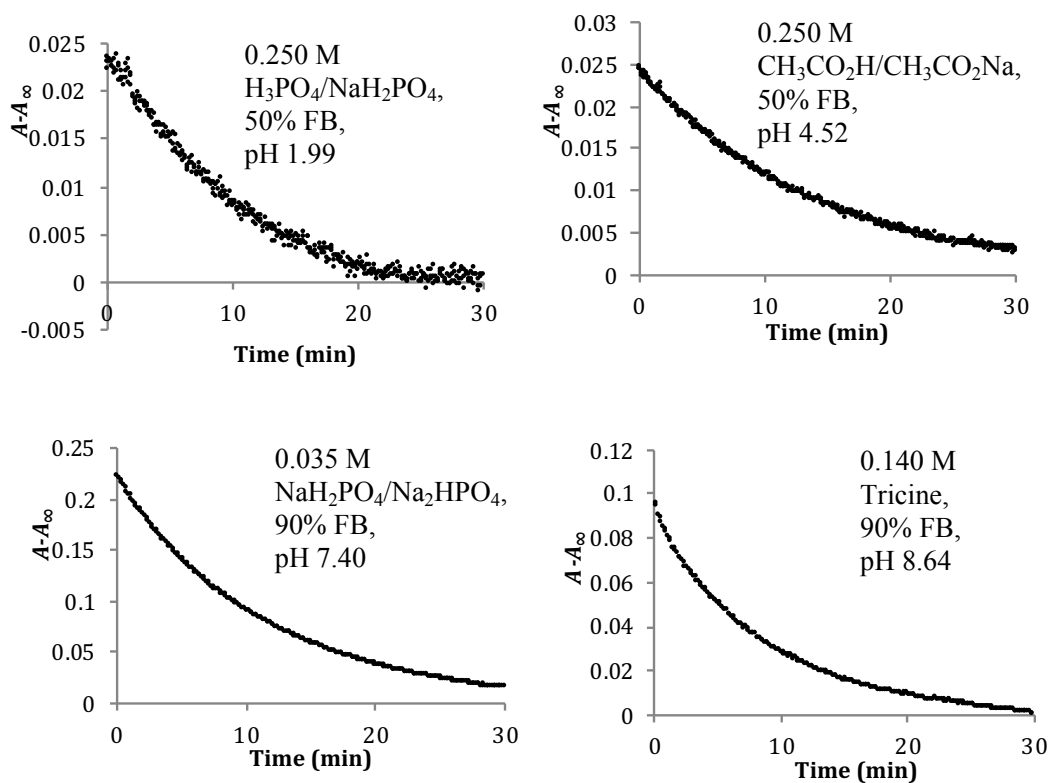 0.025
0.02
0.015
0.01
0.005
0
-0.005
A-A∞
0.250 M
H₃PO₄/NaH₂PO₄,
50% FB,
pH 1.99
0 10 20 30
Time (min)
0.03
0.025
0.02
0.015
0.01
0.005
0
A-A∞
0.250 M
CH₃CO₂H/CH₃CO₂Na,
50% FB,
pH 4.52
0 10 20 30
Time (min)
0.25
0.2
0.15
0.1
0.05
0
A-A∞
0.035 M
NaH₂PO₄/Na₂HPO₄,
90% FB,
pH 7.40
0 10 20 30
Time (min)
0.12
0.1
0.08
0.06
0.04
0.02
0
A-A∞
0.140 M
Tricine,
90% FB,
pH 8.64
0 10 20 30
Time (min)